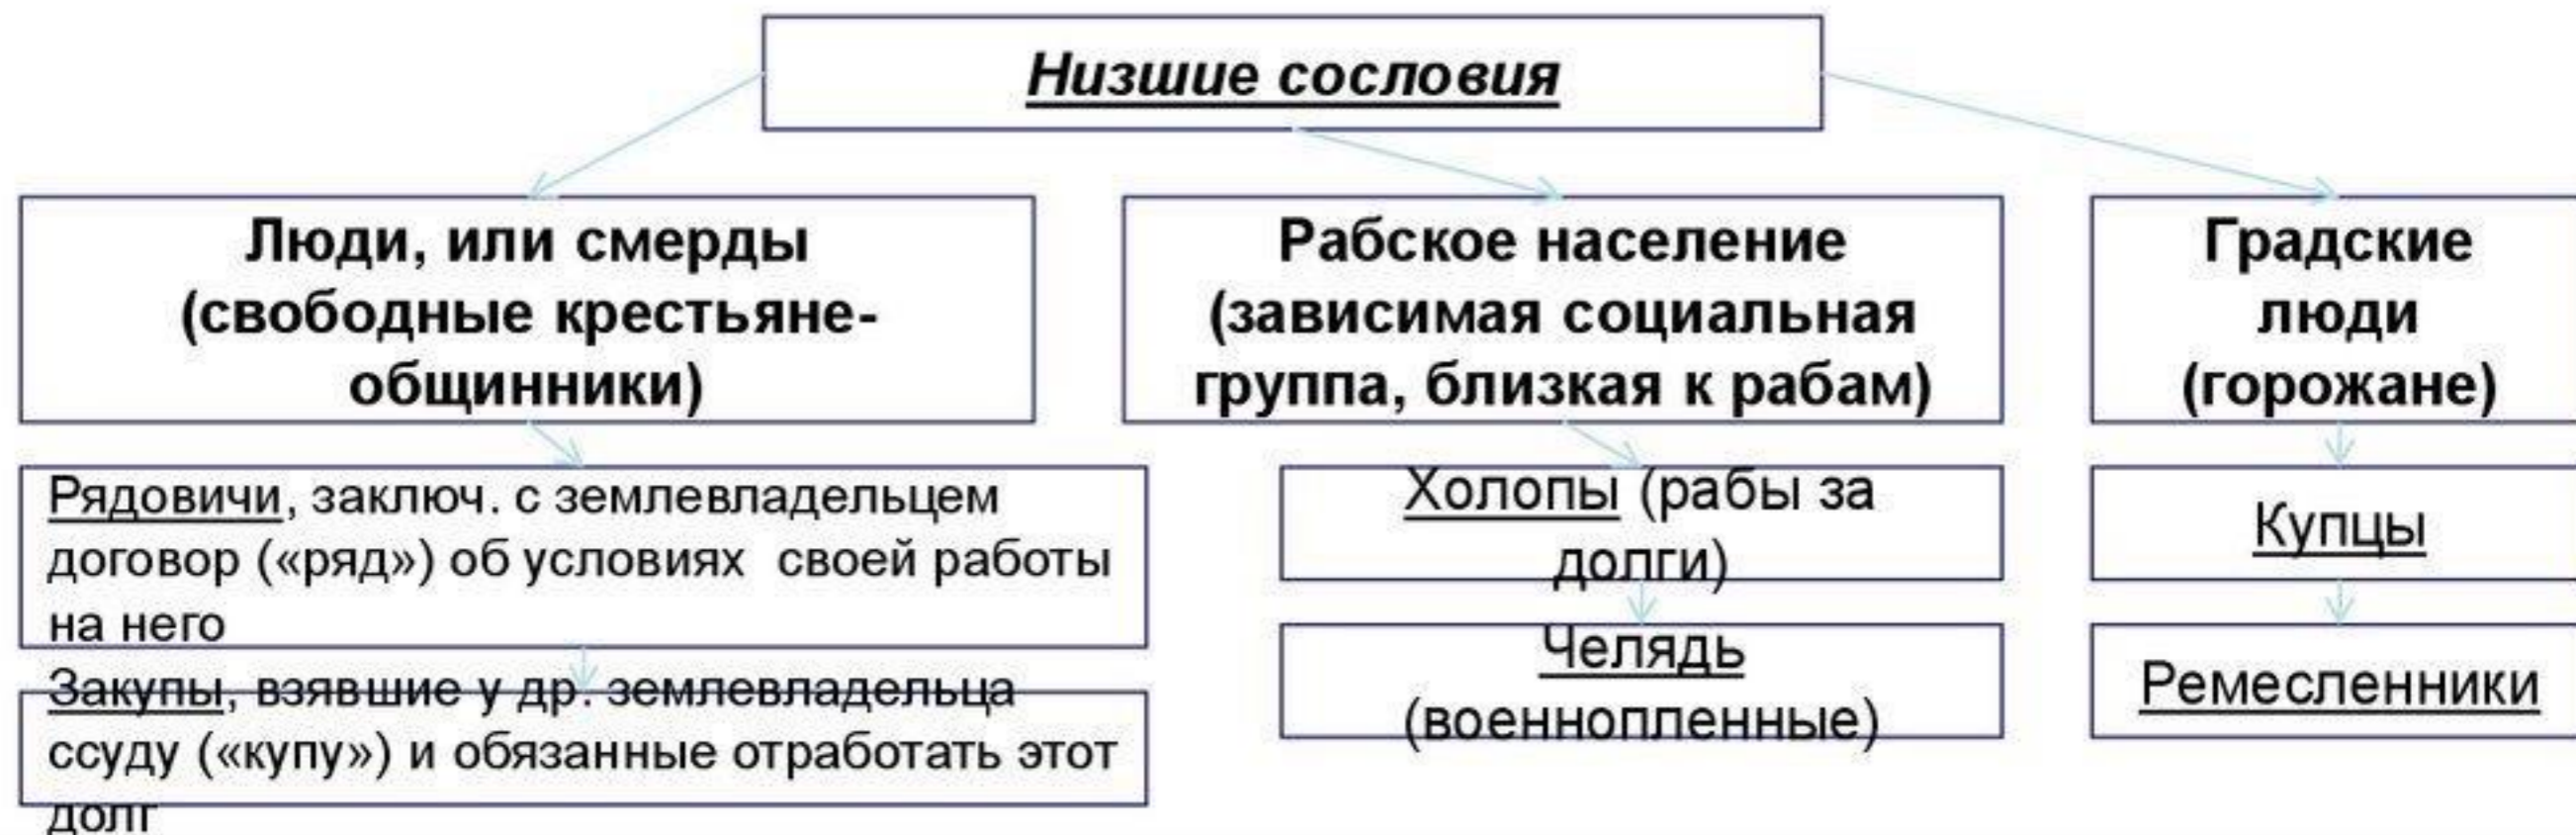 Низшие сословия
Люди, или смерды
(свободные крестьяне-
общинники)
Рядовичи, заключ. с землевладельцем
договор («ряд») об условиях своей работы
на него
Закупы, взявшие у др. землевладельца
ссуду («купу») и обязанные отработать этот
долг
Рабское население
(зависимая социальная
группа, близкая к рабам)
Холопы (рабы за
долги)
Челядь
(военнопленные)
Градские
люди
(горожане)
Купцы
Ремесленники